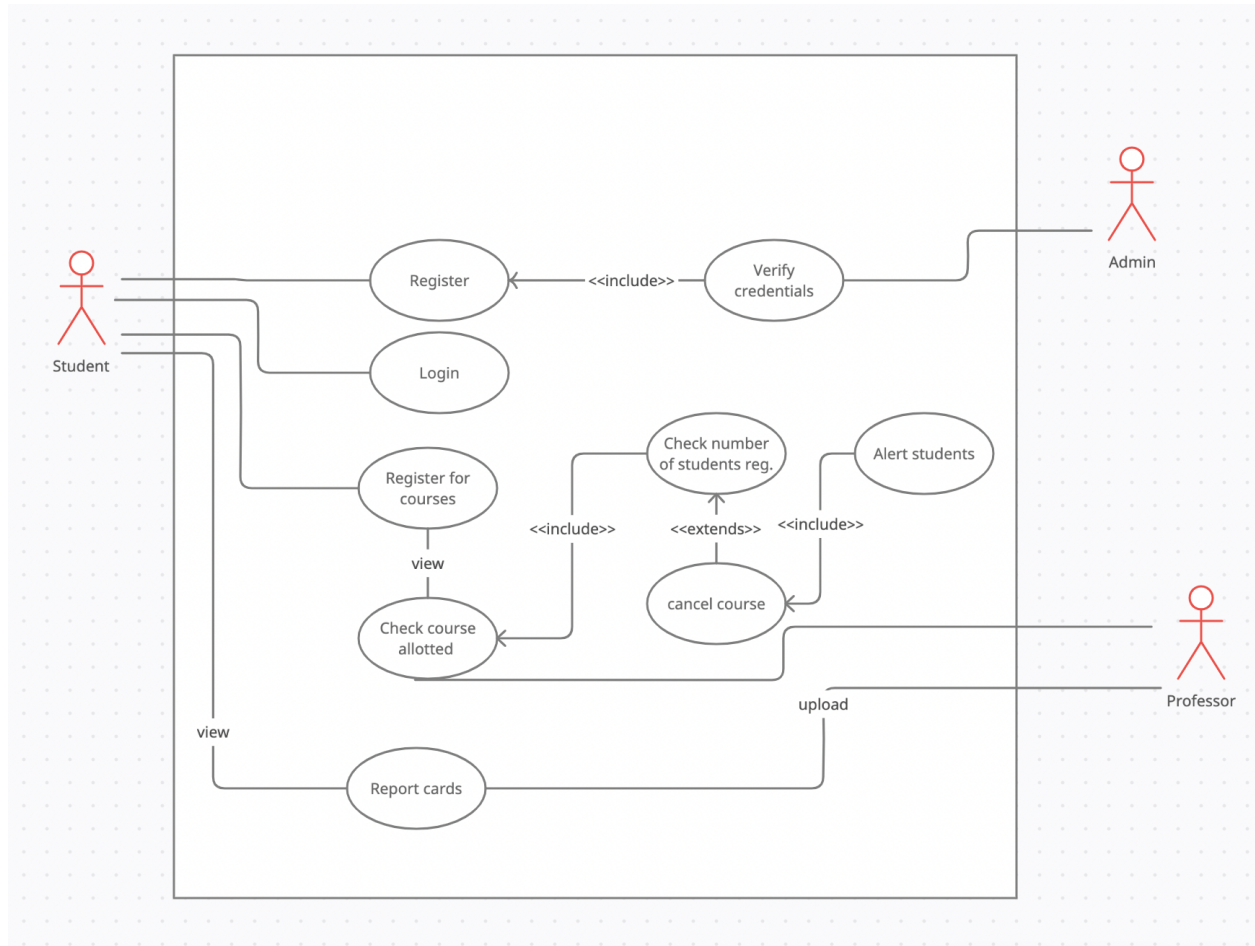 Admin
Student
Register
<<include>>
Verify
credentials
Login
Check number
of students reg.
Alert students
Register for
courses
<<include>>
<<extends>>
<<include>>
view
cancel course
Check course
allotted
Professor
upload
view
Report cards